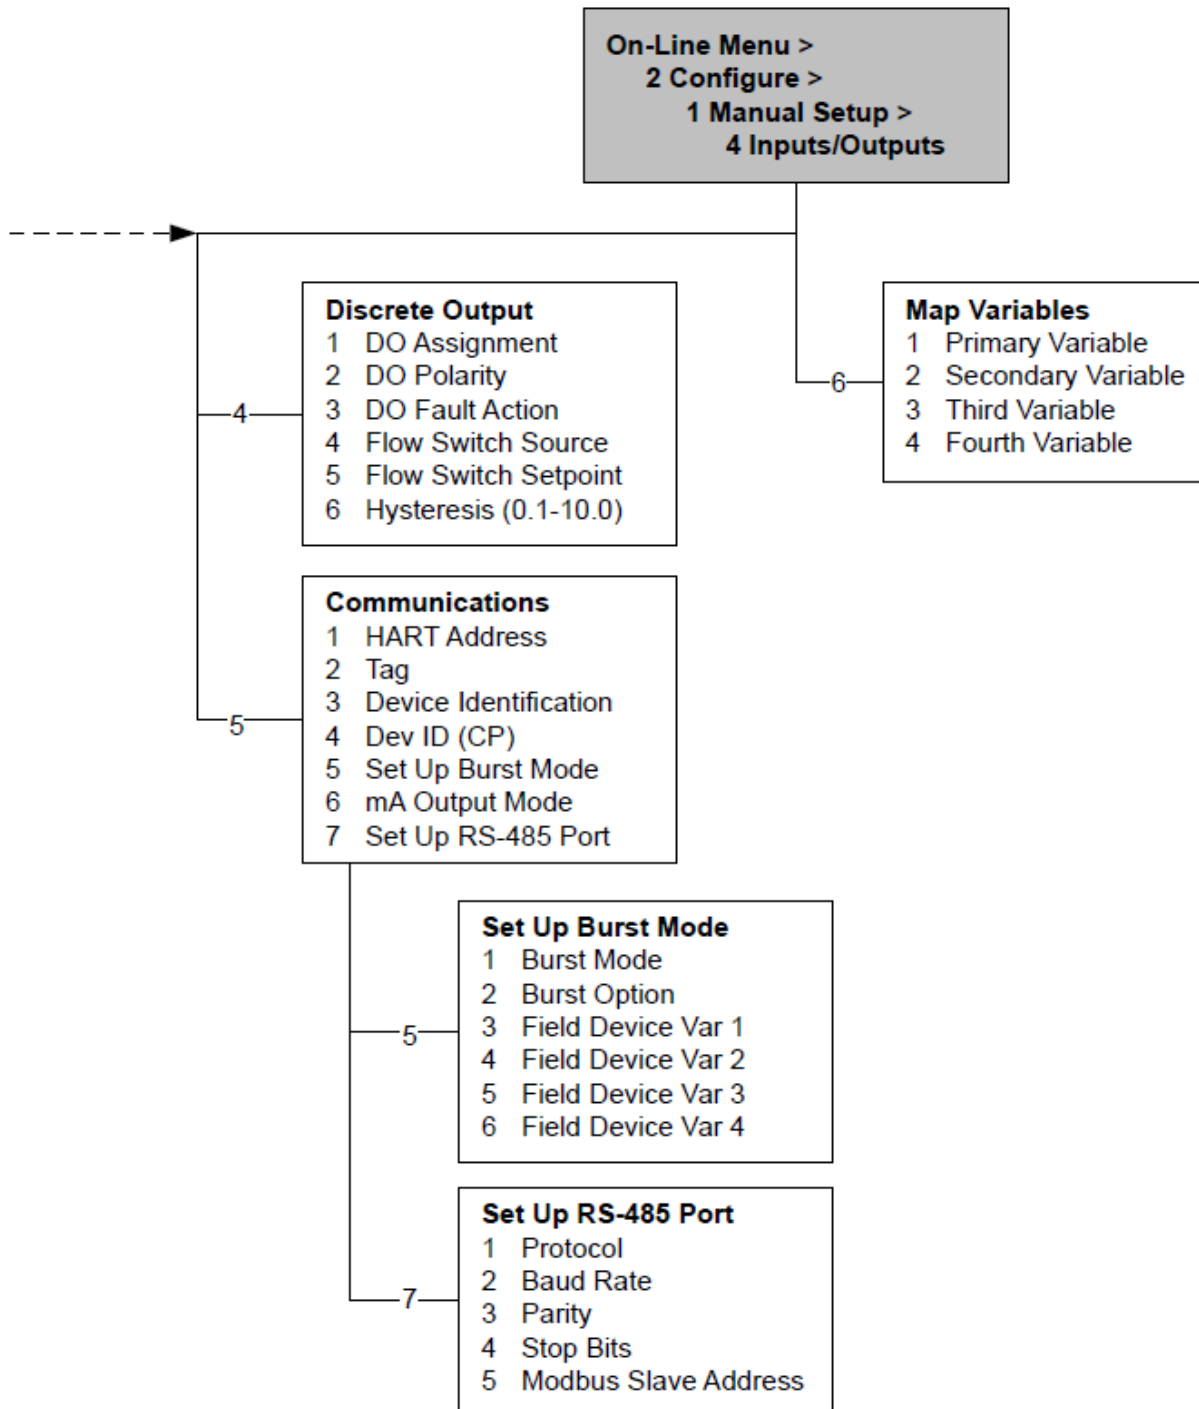 On-Line Menu >
2 Configure >
1 Manual Setup >
4 Inputs/Outputs
Discrete Output
1 DO Assignment
2 DO Polarity
3 DO Fault Action
4 Flow Switch Source
5 Flow Switch Setpoint
6 Hysteresis (0.1-10.0)
4
Map Variables
1 Primary Variable
2 Secondary Variable
3 Third Variable
4 Fourth Variable
6
Communications
1 HART Address
2 Tag
3 Device Identification
4 Dev ID (CP)
5 Set Up Burst Mode
6 mA Output Mode
7 Set Up RS-485 Port
5
Set Up Burst Mode
1 Burst Mode
2 Burst Option
3 Field Device Var 1
4 Field Device Var 2
5 Field Device Var 3
6 Field Device Var 4
5
Set Up RS-485 Port
1 Protocol
2 Baud Rate
3 Parity
4 Stop Bits
5 Modbus Slave Address
7